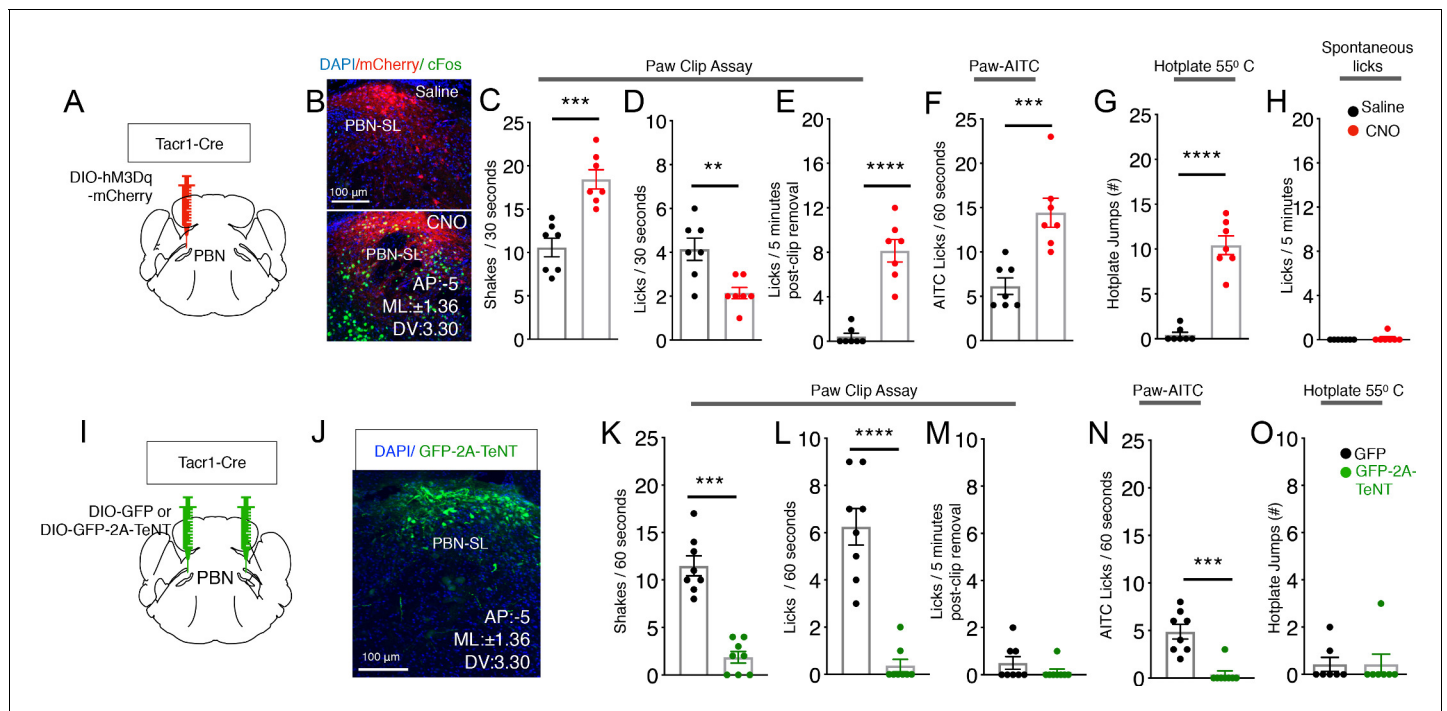 Paw Clip Assay
Paw-AITC
Hotplate 55⁰ C
Spontaneous
licks
A
Tacr1-Cre
DIO-hM3Dq
-mCherry
PBN
B
DAPI/mCherry/ cFos
Saline
PBN-SL
100 µm
CNO
PBN-SL
AP:-5
ML:±1.36
DV:3.30
C
***
Shakes / 30 seconds
25
20
15
10
5
0
D
**
Licks / 30 seconds
10
8
6
4
2
0
E
****
Licks / 5 minutes
post-clip removal
20
16
12
8
4
0
F
***
AITC Licks / 60 seconds
25
20
15
10
5
0
G
****
Hotplate Jumps (#)
25
20
15
10
5
0
H
Saline
CNO
Licks / 5 minutes
20
16
12
8
4
0
Paw Clip Assay
Paw-AITC
Hotplate 55⁰ C
I
Tacr1-Cre
DIO-GFP or
DIO-GFP-2A-TeNT
PBN
J
DAPI/ GFP-2A-TeNT
PBN-SL
AP:-5
ML:±1.36
DV:3.30
100 µm
K
***
Shakes / 60 seconds
25
20
15
10
5
0
L
****
Licks / 60 seconds
10
8
6
4
2
0
M
Licks / 5 minutes
post-clip removal
10
8
6
4
2
0
N
***
AITC Licks / 60 seconds
25
20
15
10
5
0
O
GFP
GFP-2A-
TeNT
Hotplate Jumps (#)
10
8
6
4
2
0